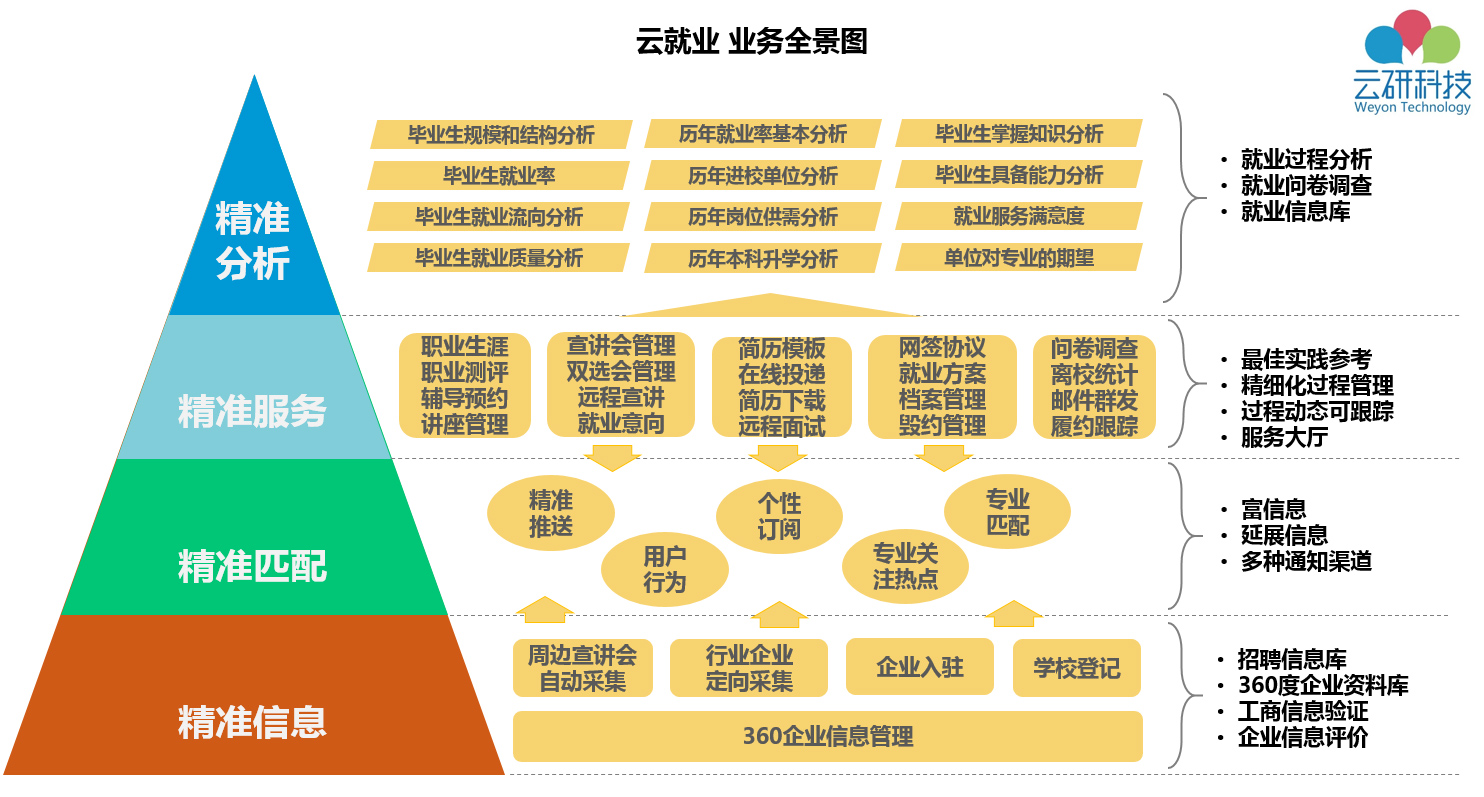 云就业 业务全景图
云研科技
Weyon Technology
精准
分析
毕业生规模和结构分析
历年就业率基本分析
毕业生掌握知识分析
毕业生就业率
历年进校单位分析
毕业生具备能力分析
毕业生就业流向分析
历年岗位供需分析
就业服务满意度
毕业生就业质量分析
历年本科升学分析
单位对专业的期望
• 就业过程分析
• 就业问卷调查
• 就业信息库
精准服务
职业生涯
职业测评
辅导预约
讲座管理
宣讲会管理
双选会管理
远程宣讲
就业意向
简历模板
在线投递
简历下载
远程面试
网签协议
就业方案
档案管理
毁约管理
问卷调查
离校统计
邮件群发
履约跟踪
• 最佳实践参考
• 精细化过程管理
• 过程动态可跟踪
• 服务大厅
精准匹配
精准
推送
用户
行为
个性
订阅
专业关
注热点
专业
匹配
• 富信息
• 延展信息
• 多种通知渠道
精准信息
周边宣讲会
自动采集
行业企业
定向采集
企业入驻
学校登记
360企业信息管理
• 招聘信息库
• 360度企业资料库
• 工商信息验证
• 企业信息评价